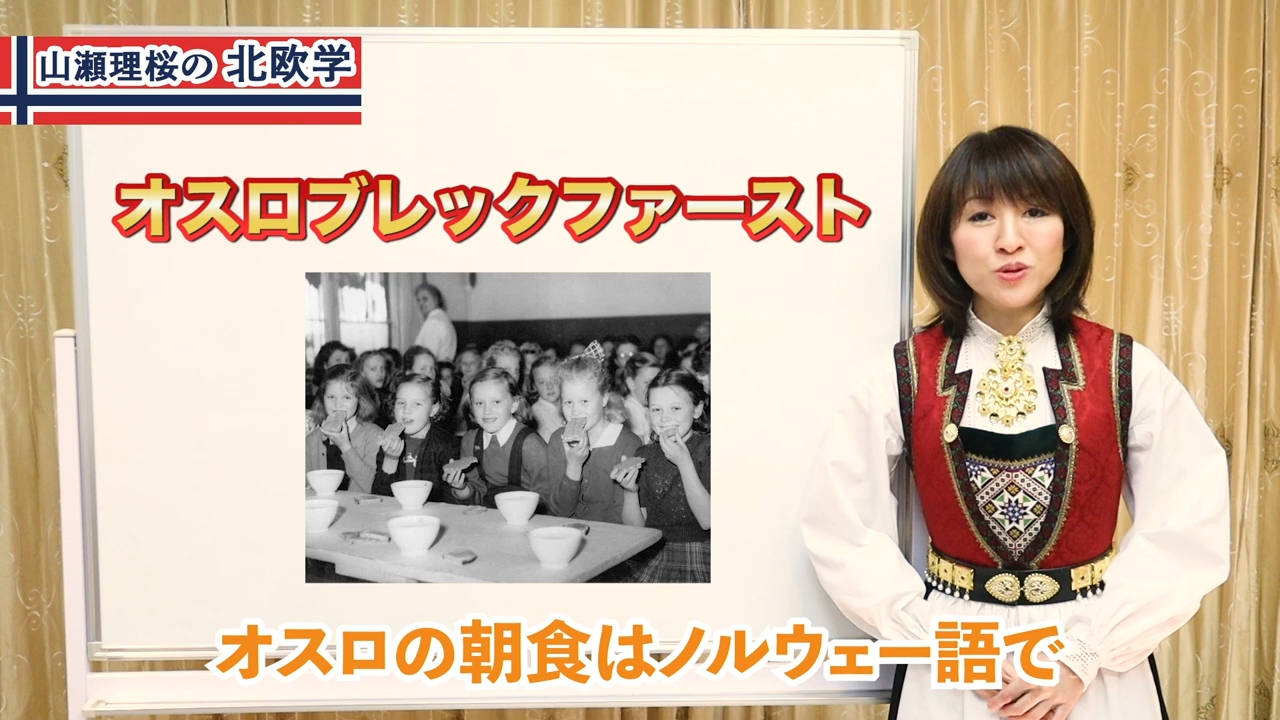 山瀬理桜の 北欧学
オスロブレックファースト
オスロの朝食はノルウェー語で